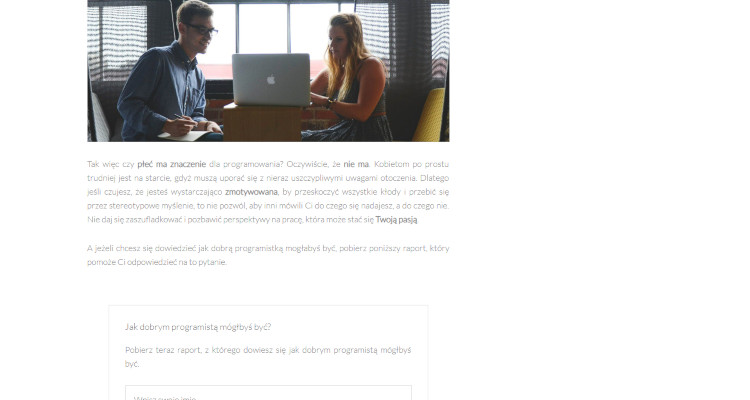 Tak więc czy płeć ma znaczenie dla programowania? Oczywiście, że nie ma. Kobietom po prostu
trudniej jest na starcie, gdyż muszą uporać się z nieraz uszczypliwymi uwagami otoczenia. Dlatego
jeśli czujesz, że jesteś wystarczająco zmotywowana, by przeskoczyć wszystkie kłody i przebić się
przez stereotypowe myślenie, to nie pozwól, aby inni mówili Ci do czego się nadajesz, a do czego nie.
Nie daj się zaszufladkować i pozbawić perspektywy na pracę, która może stać się Twoją pasją.
A jeżeli chcesz się dowiedzieć jak dobrą programistką mogłabyś być, pobierz poniższy raport, który
pomoże Ci odpowiedzieć na to pytanie.
Jak dobrym programistą mógłbyś być?
Pobierz teraz raport, z którego dowiesz się jak dobrym programistą mógłbyś
być.
Wpisz swoje imię